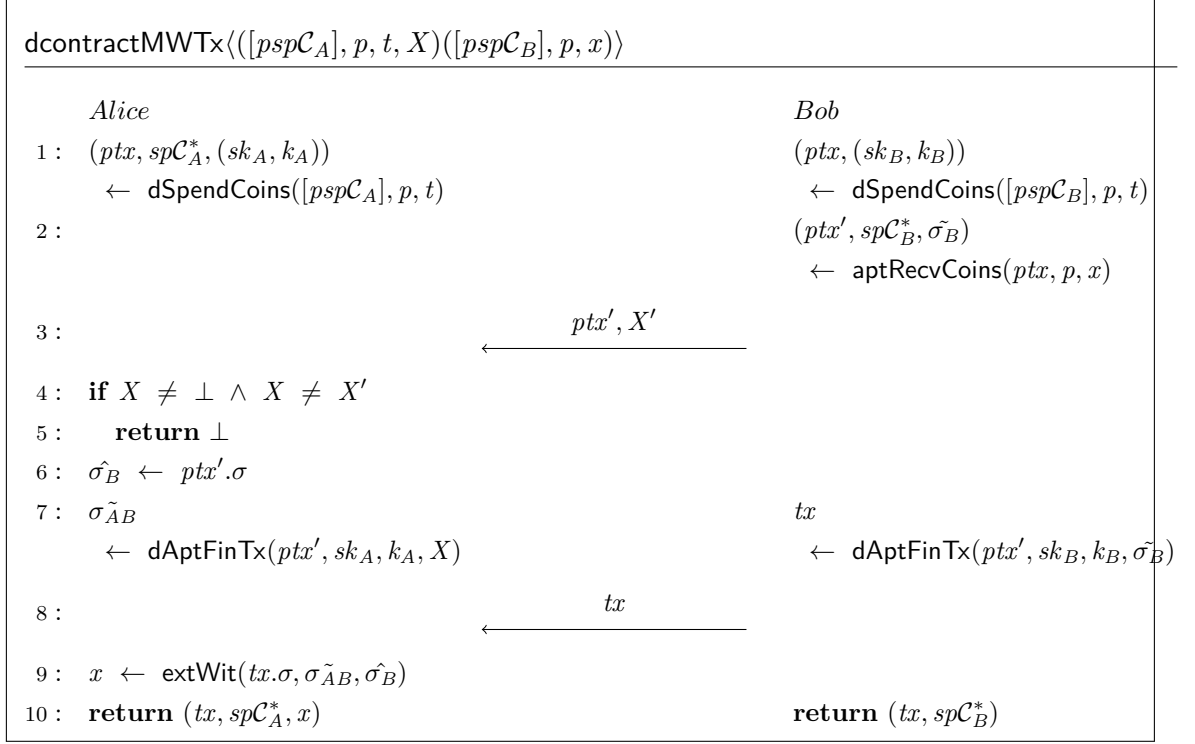 dcontractMWTx⟨([pspC_A], p, t, X)([pspC_B], p, x)⟩
Alice Bob
1 : (ptx, spC*_A, (sk_A, k_A)) (ptx, (sk_B, k_B))
← dSpendCoins([pspC_A], p, t) ← dSpendCoins([pspC_B], p, t)
2 : (ptx′, spC*_B, σ̃_B)
← aptRecvCoins(ptx, p, x)
3 : ptx′, X′
4 : if X ≠ ⊥ ∧ X ≠ X′
5 : return ⊥
6 : σ̂_B ← ptx′.σ
7 : σ̃_AB tx
← dAptFinTx(ptx′, sk_A, k_A, X) ← dAptFinTx(ptx′, sk_B, k_B, σ̃_B)
8 : tx
9 : x ← extWit(tx.σ, σ̃_AB, σ̂_B)
10 : return (tx, spC*_A, x) return (tx, spC*_B)